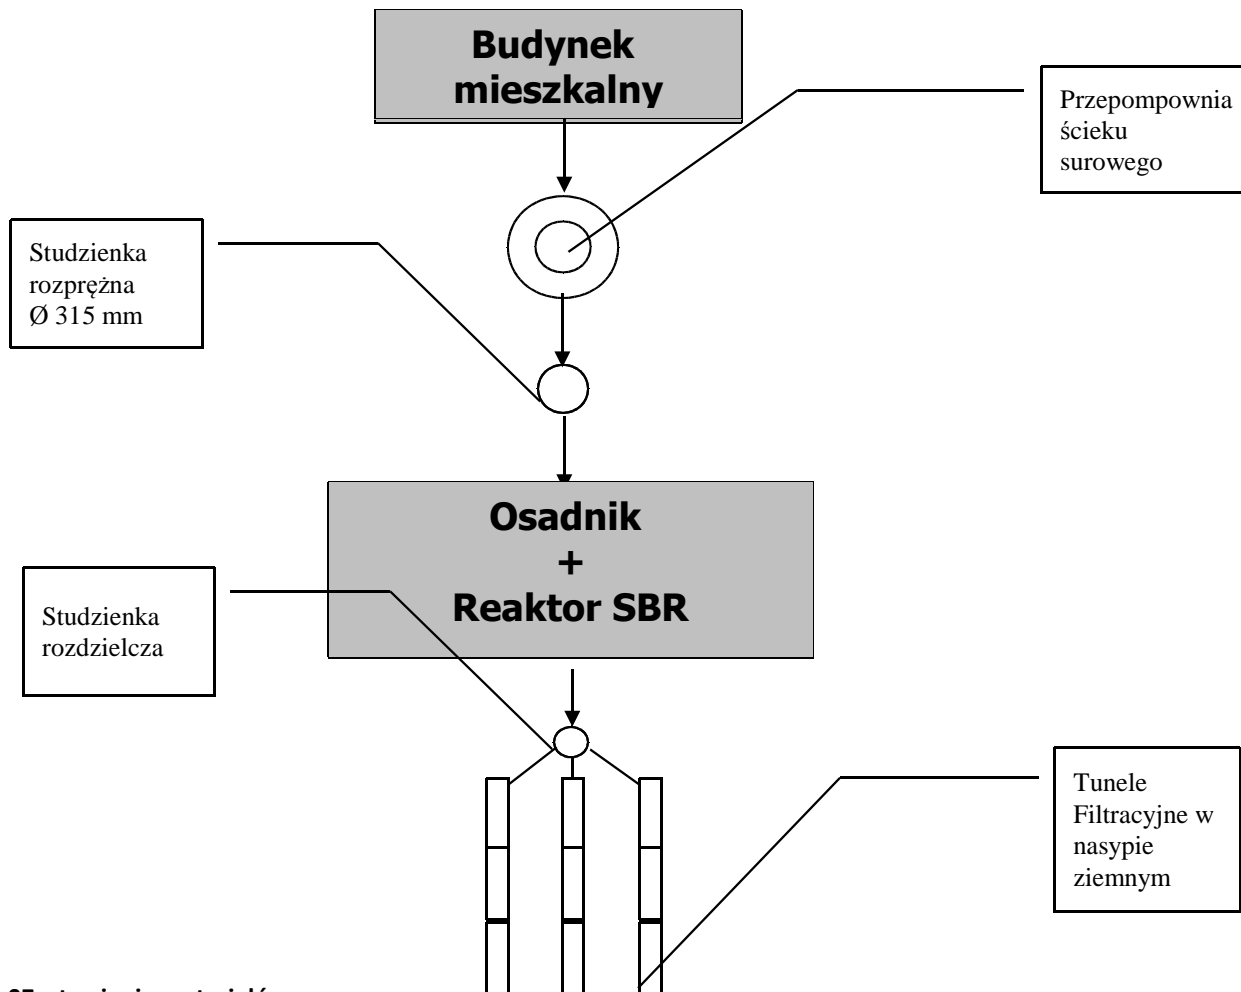 Budynek
mieszkalny
Przepompownia
ścieku
surowego
Studzienka
rozprężna
Ø 315 mm
Osadnik
+
Reaktor SBR
Studzienka
rozdzielcza
Tunele
Filtracyjne w
nasypie
ziemnym